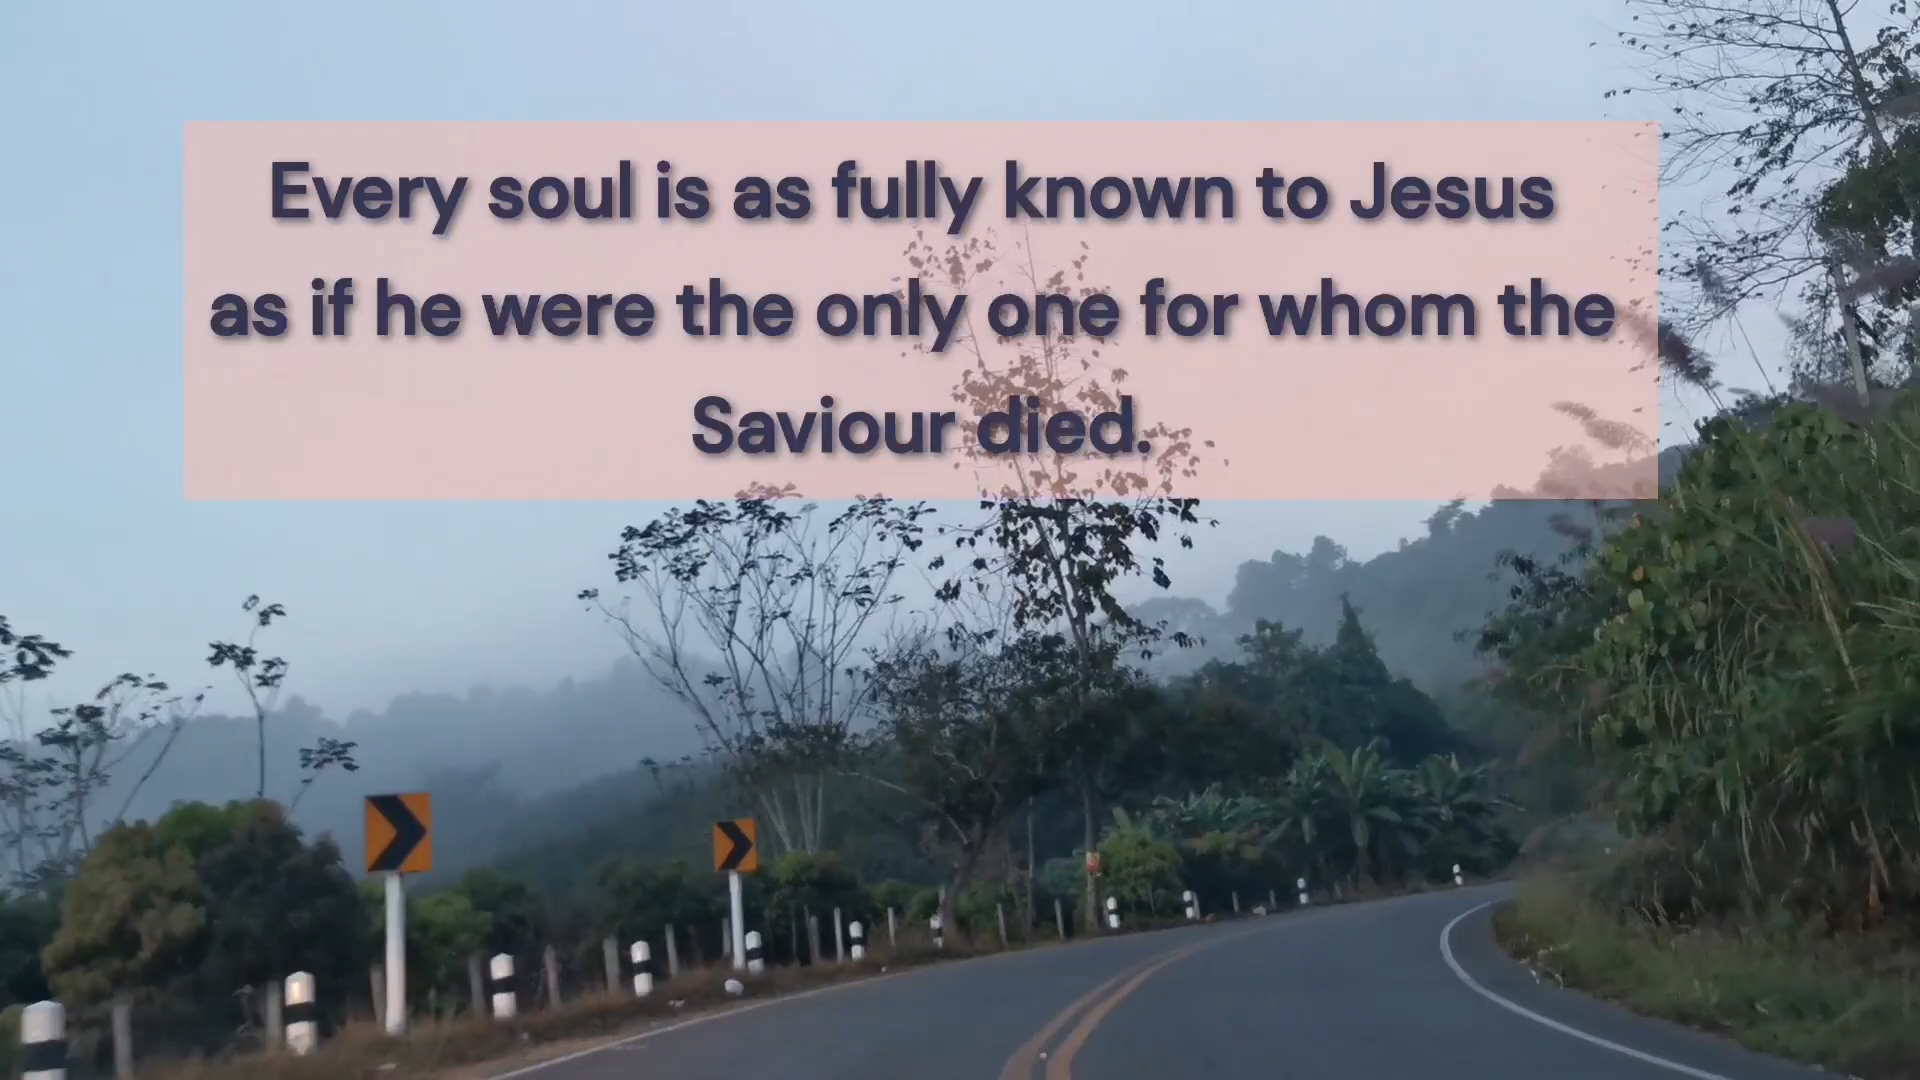 Every soul is as fully known to Jesus
as if he were the only one for whom the
Saviour died.